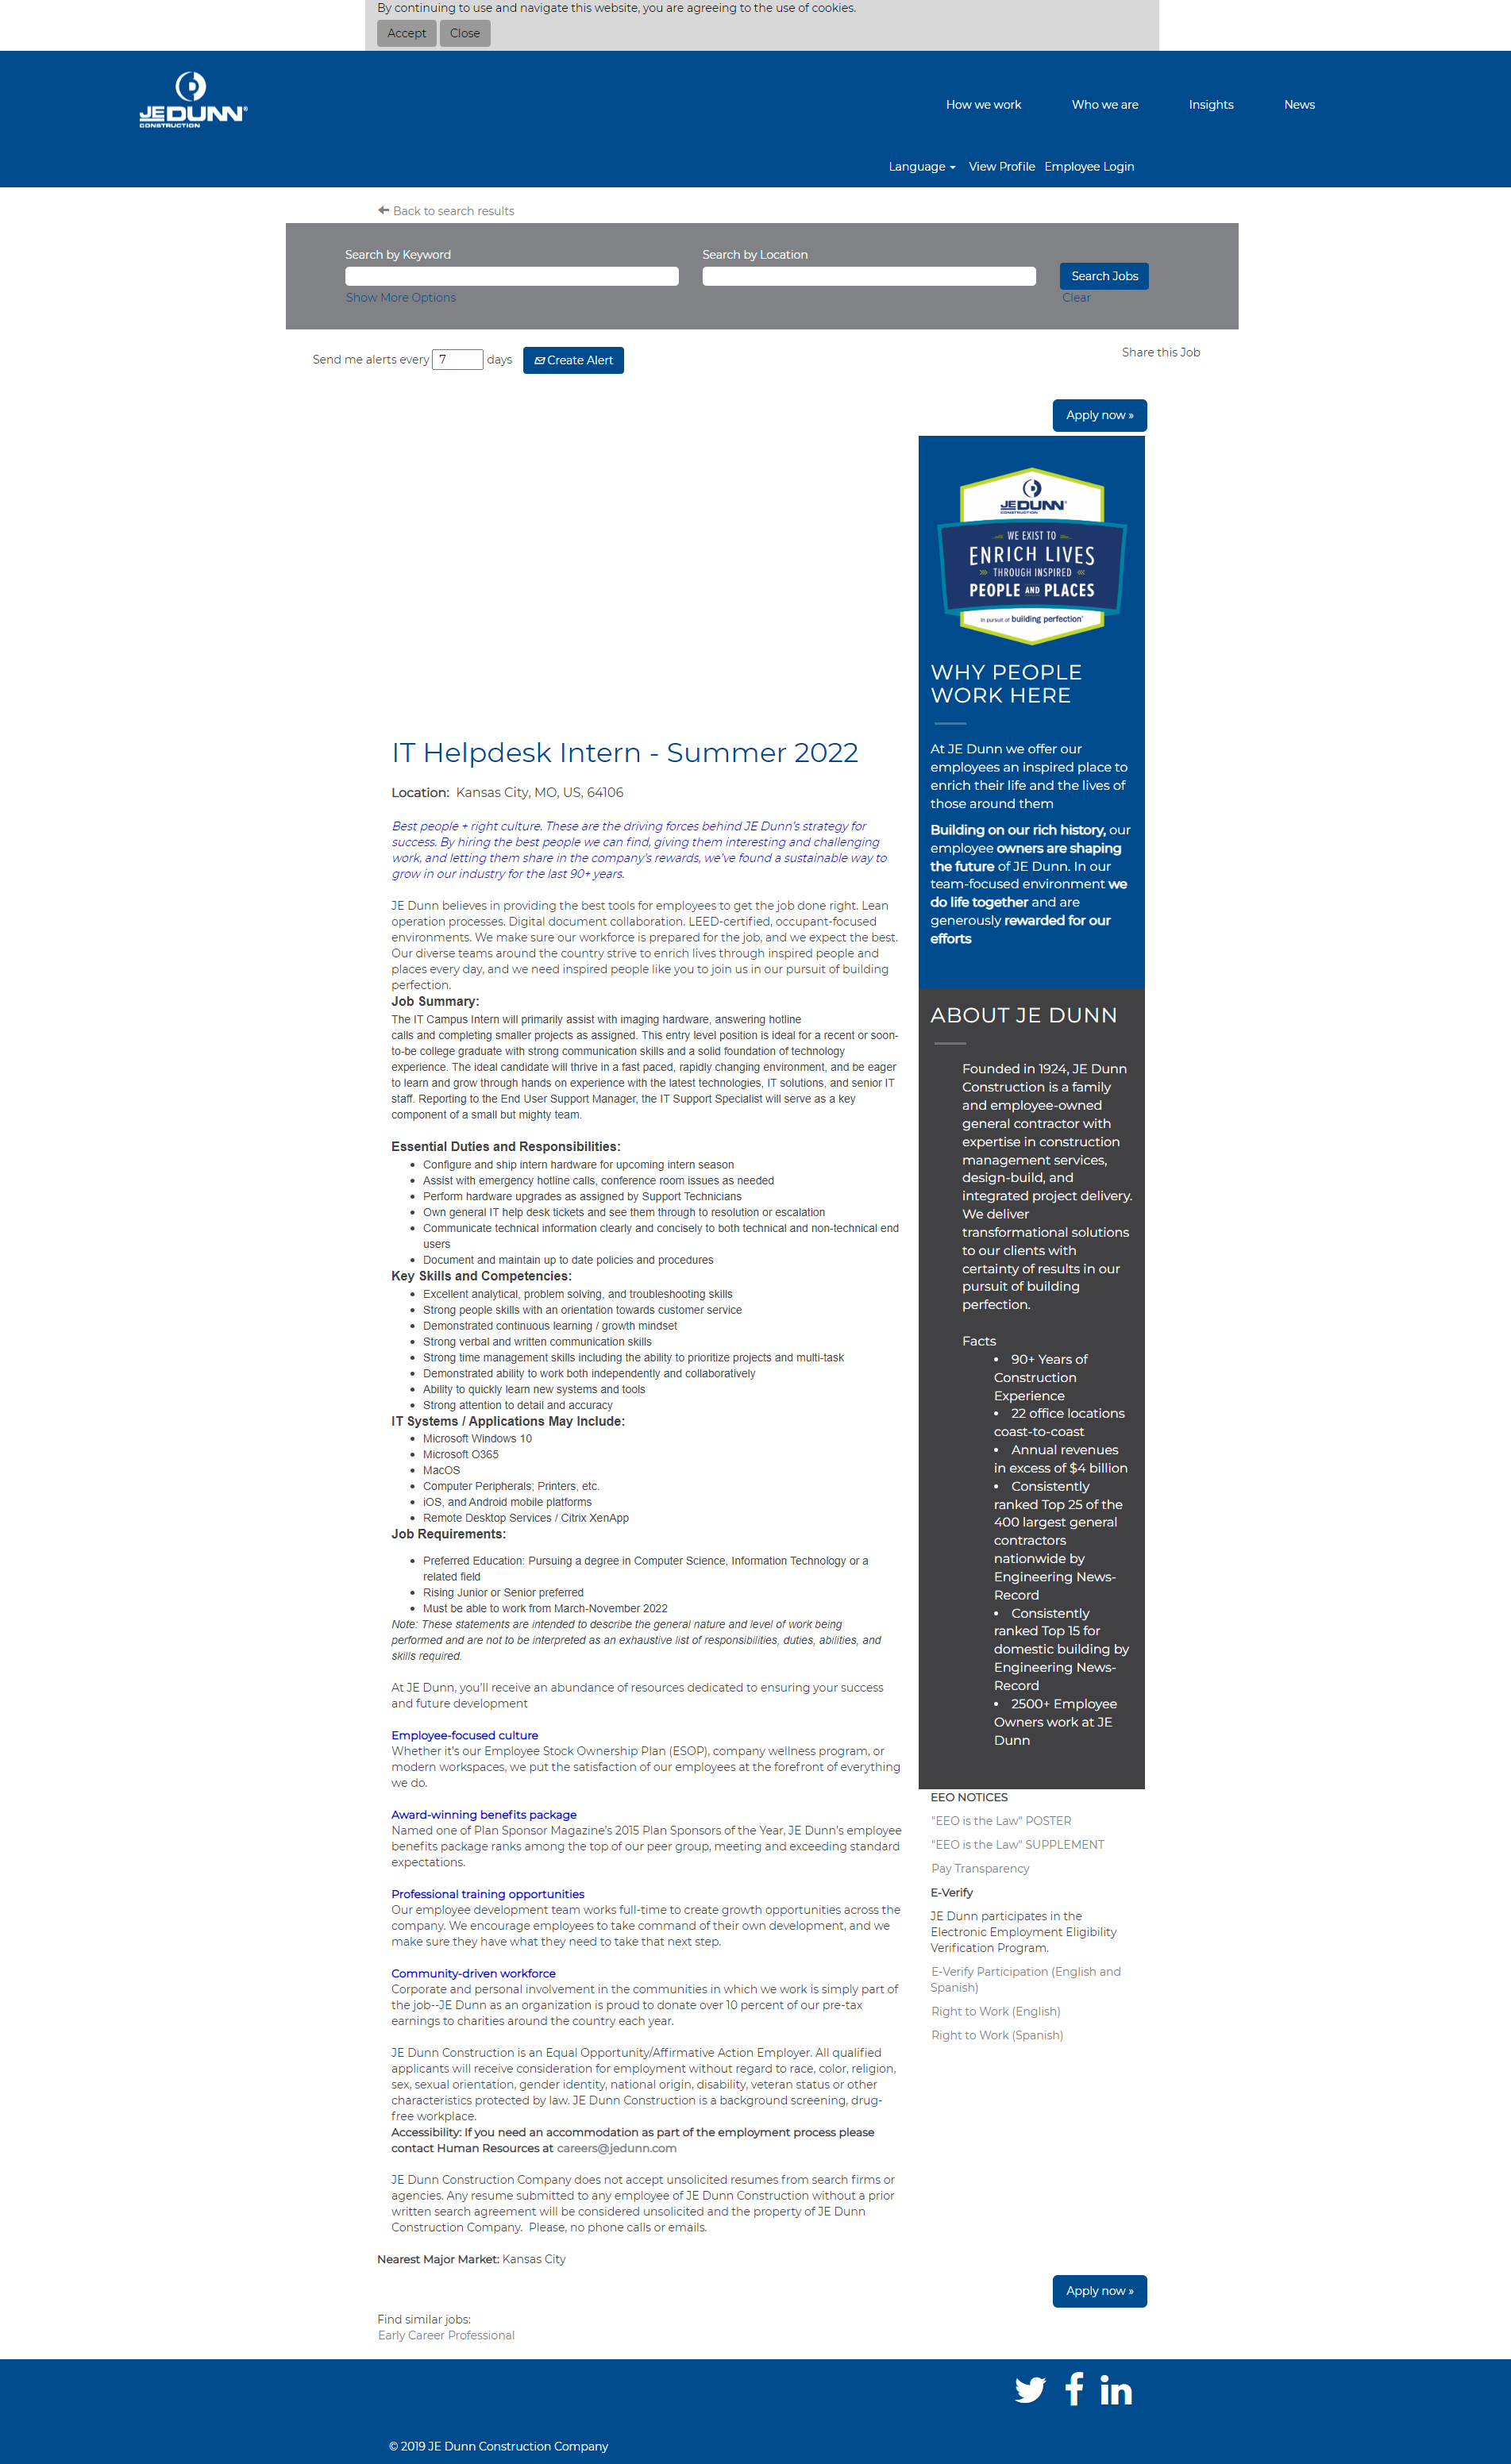 By continuing to use and navigate this website, you are agreeing to the use of cookies.
Accept Close
JEDUNN®
CONSTRUCTION
How we work Who we are Insights News
Language View Profile Employee Login
Back to search results
Search by Keyword Search by Location
Search Jobs
Show More Options Clear
Send me alerts every 7 days Create Alert
Share this Job
Apply now »
IT Helpdesk Intern - Summer 2022
Location: Kansas City, MO, US, 64106
Best people + right culture. These are the driving forces behind JE Dunn’s strategy for
success. By hiring the best people we can find, giving them interesting and challenging
work, and letting them share in the company’s rewards, we’ve found a sustainable way to
grow in our industry for the last 90+ years.
JE Dunn believes in providing the best tools for employees to get the job done right. Lean
operation processes. Digital document collaboration. LEED-certified, occupant-focused
environments. We make sure our workforce is prepared for the job, and we expect the best.
Our diverse teams around the country strive to enrich lives through inspired people and
places every day, and we need inspired people like you to join us in our pursuit of building
perfection.
Job Summary:
The IT Campus Intern will primarily assist with imaging hardware, answering hotline
calls and completing smaller projects as assigned. This entry level position is ideal for a recent or soon-
to-be college graduate with strong communication skills and a solid foundation of technology
experience. The ideal candidate will thrive in a fast paced, rapidly changing environment, and be eager
to learn and grow through hands on experience with the latest technologies, IT solutions, and senior IT
staff. Reporting to the End User Support Manager, the IT Support Specialist will serve as a key
component of a small but mighty team.
Essential Duties and Responsibilities:
• Configure and ship intern hardware for upcoming intern season
• Assist with emergency hotline calls, conference room issues as needed
• Perform hardware upgrades as assigned by Support Technicians
• Own general IT help desk tickets and see them through to resolution or escalation
• Communicate technical information clearly and concisely to both technical and non-technical end
users
• Document and maintain up to date policies and procedures
Key Skills and Competencies:
• Excellent analytical, problem solving, and troubleshooting skills
• Strong people skills with an orientation towards customer service
• Demonstrated continuous learning / growth mindset
• Strong verbal and written communication skills
• Strong time management skills including the ability to prioritize projects and multi-task
• Demonstrated ability to work both independently and collaboratively
• Ability to quickly learn new systems and tools
• Strong attention to detail and accuracy
IT Systems / Applications May Include:
• Microsoft Windows 10
• Microsoft O365
• MacOS
• Computer Peripherals; Printers, etc.
• iOS, and Android mobile platforms
• Remote Desktop Services / Citrix XenApp
Job Requirements:
• Preferred Education: Pursuing a degree in Computer Science, Information Technology or a
related field
• Rising Junior or Senior preferred
• Must be able to work from March-November 2022
Note: These statements are intended to describe the general nature and level of work being
performed and are not to be interpreted as an exhaustive list of responsibilities, duties, abilities, and
skills required.
At JE Dunn, you’ll receive an abundance of resources dedicated to ensuring your success
and future development
Employee-focused culture
Whether it’s our Employee Stock Ownership Plan (ESOP), company wellness program, or
modern workspaces, we put the satisfaction of our employees at the forefront of everything
we do.
Award-winning benefits package
Named one of Plan Sponsor Magazine’s 2015 Plan Sponsors of the Year, JE Dunn’s employee
benefits package ranks among the top of our peer group, meeting and exceeding standard
expectations.
Professional training opportunities
Our employee development team works full-time to create growth opportunities across the
company. We encourage employees to take command of their own development, and we
make sure they have what they need to take that next step.
Community-driven workforce
Corporate and personal involvement in the communities in which we work is simply part of
the job--JE Dunn as an organization is proud to donate over 10 percent of our pre-tax
earnings to charities around the country each year.
JE Dunn Construction is an Equal Opportunity/Affirmative Action Employer. All qualified
applicants will receive consideration for employment without regard to race, color, religion,
sex, sexual orientation, gender identity, national origin, disability, veteran status or other
characteristics protected by law. JE Dunn Construction is a background screening, drug-
free workplace.
Accessibility: If you need an accommodation as part of the employment process please
contact Human Resources at careers@jedunn.com
JE Dunn Construction Company does not accept unsolicited resumes from search firms or
agencies. Any resume submitted to any employee of JE Dunn Construction without a prior
written search agreement will be considered unsolicited and the property of JE Dunn
Construction Company. Please, no phone calls or emails.
JEDUNN®
CONSTRUCTION
WE EXIST TO
ENRICH LIVES
THROUGH INSPIRED
PEOPLE AND PLACES
In pursuit of building perfection®
WHY PEOPLE
WORK HERE
At JE Dunn we offer our
employees an inspired place to
enrich their life and the lives of
those around them
Building on our rich history, our
employee owners are shaping
the future of JE Dunn. In our
team-focused environment we
do life together and are
generously rewarded for our
efforts
ABOUT JE DUNN
Founded in 1924, JE Dunn
Construction is a family
and employee-owned
general contractor with
expertise in construction
management services,
design-build, and
integrated project delivery.
We deliver
transformational solutions
to our clients with
certainty of results in our
pursuit of building
perfection.
Facts
• 90+ Years of
Construction
Experience
• 22 office locations
coast-to-coast
• Annual revenues
in excess of $4 billion
• Consistently
ranked Top 25 of the
400 largest general
contractors
nationwide by
Engineering News-
Record
• Consistently
ranked Top 15 for
domestic building by
Engineering News-
Record
• 2500+ Employee
Owners work at JE
Dunn
EEO NOTICES
"EEO is the Law" POSTER
"EEO is the Law" SUPPLEMENT
Pay Transparency
E-Verify
JE Dunn participates in the
Electronic Employment Eligibility
Verification Program.
E-Verify Participation (English and
Spanish)
Right to Work (English)
Right to Work (Spanish)
Nearest Major Market: Kansas City
Apply now »
Find similar jobs:
Early Career Professional
© 2019 JE Dunn Construction Company